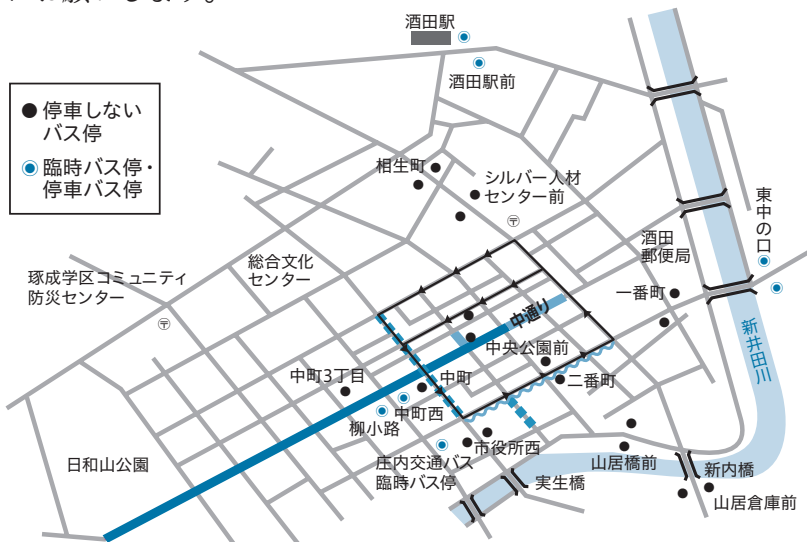 お願いします。
酒田駅
酒田駅前
停車しない
バス停
臨時バス停・
停車バス停
相生町
シルバー人材
センター前
〒
東中の口
酒田
郵便局
総合文化
センター
琢成学区コミュニティ
防災センター
〒
一番町
中通り
新井田川
中央公園前
中町3丁目
中町
二番町
中町西
柳小路
市役所西
日和山公園
庄内交通バス
臨時バス停
実生橋
山居橋前
新内橋
山居倉庫前